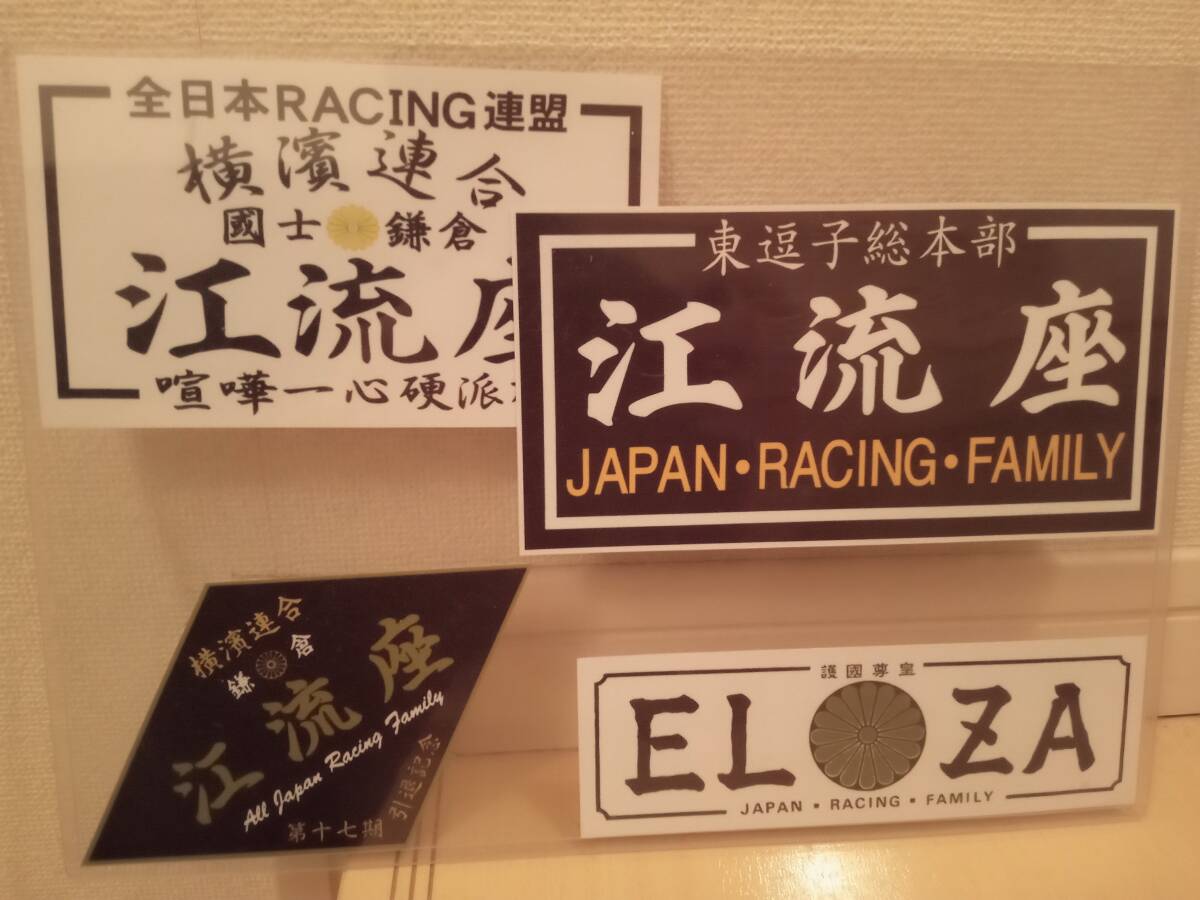 全日本RACING連盟
横濱連合
國士 鎌倉
江流座
喧嘩一心硬派
東逗子総本部
江流座
JAPAN・RACING・FAMILY
横濱連合
鎌倉
江流座
All Japan Racing Family
引退記念
第十七期
護國尊皇
EL ZA
JAPAN・RACING・FAMILY